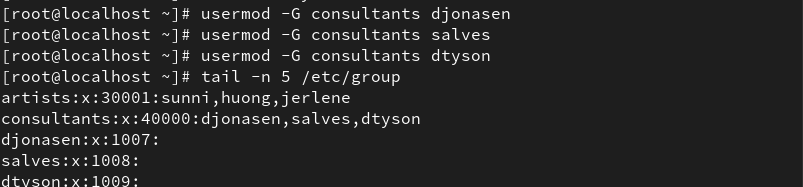 [root@localhost ~]# usermod -G consultants djonasen
[root@localhost ~]# usermod -G consultants salves
[root@localhost ~]# usermod -G consultants dtyson
[root@localhost ~]# tail -n 5 /etc/group
artists:x:30001:sunni,huong,jerlene
consultants:x:40000:djonasen,salves,dtyson
djonasen:x:1007:
salves:x:1008:
dtyson:x:1009: